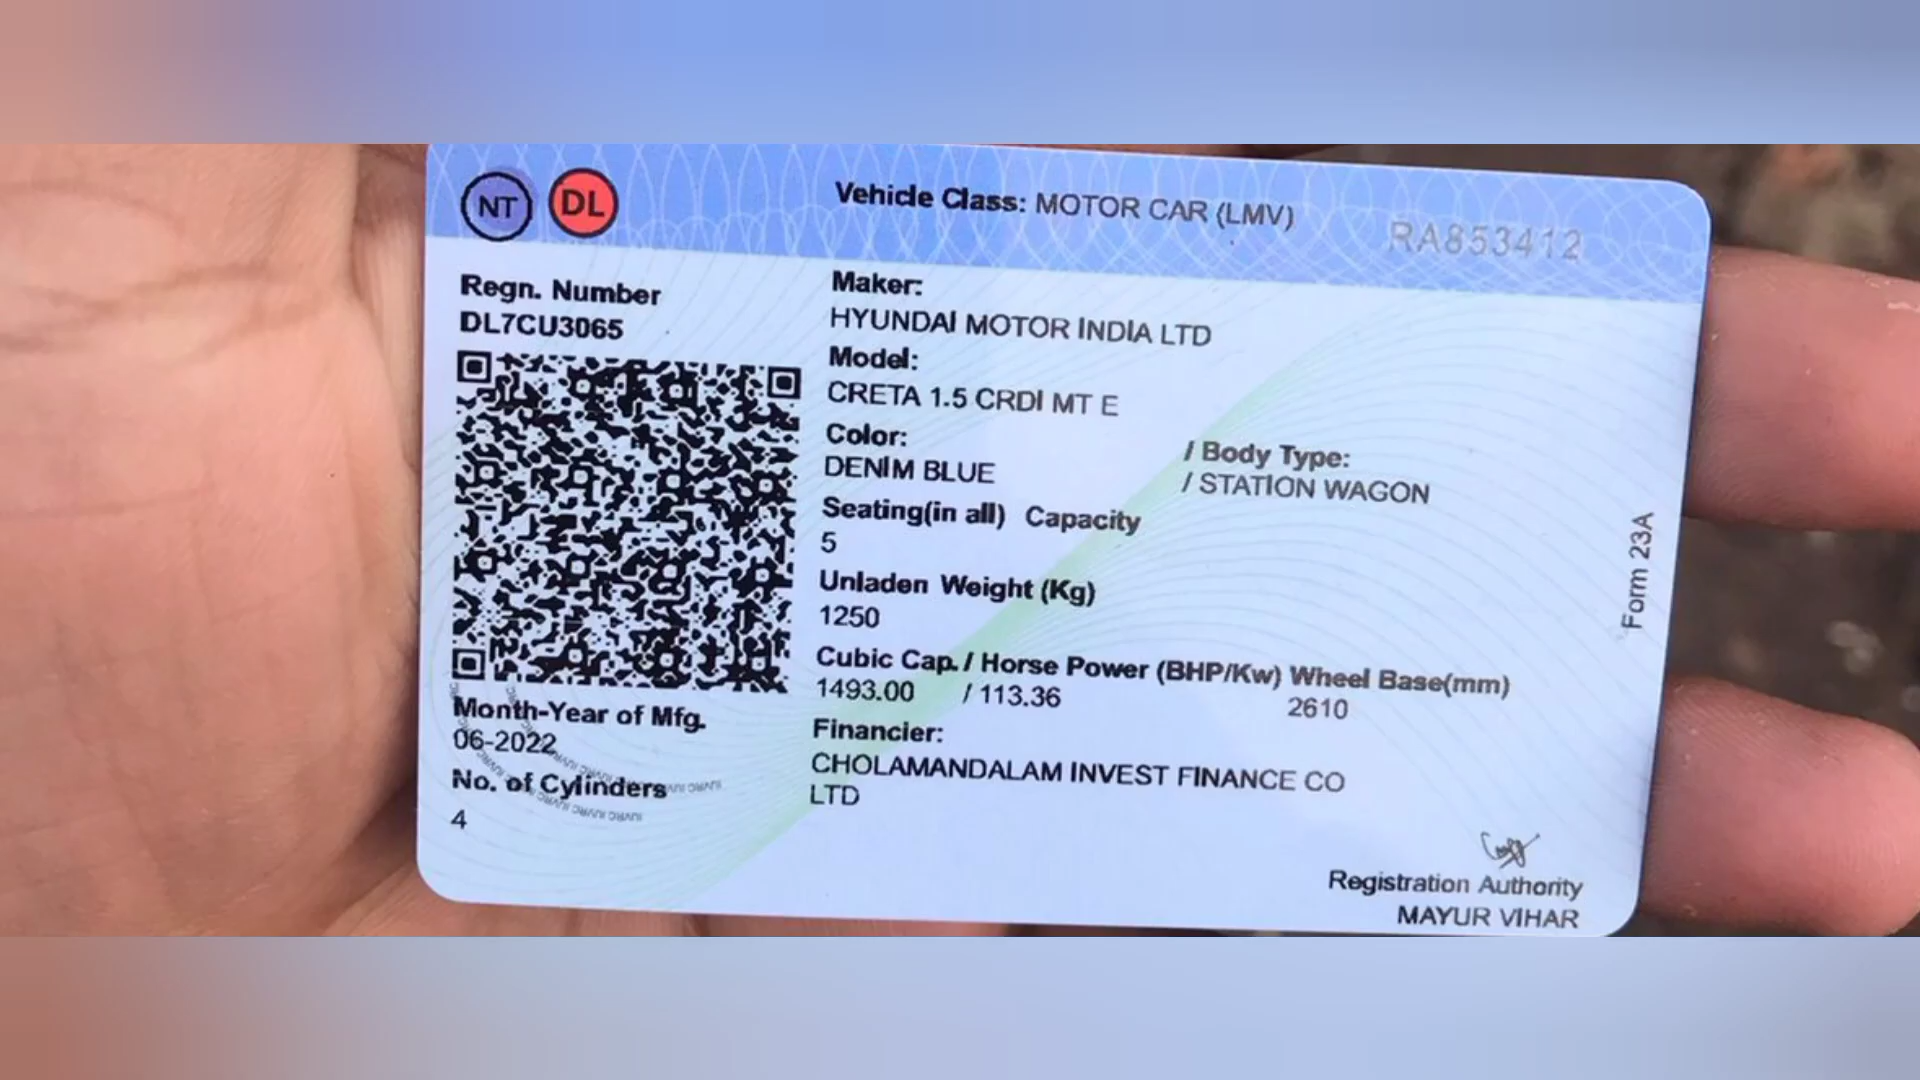 NT DL
Vehicle Class: MOTOR CAR (LMV)
RA853412
Regn. Number
DL7CU3065
Maker:
HYUNDAI MOTOR INDIA LTD
Model:
CRETA 1.5 CRDI MT E
Color: / Body Type:
DENIM BLUE / STATION WAGON
Seating(in all) Capacity
5
Unladen Weight (Kg)
1250
Cubic Cap. / Horse Power (BHP/Kw) Wheel Base(mm)
1493.00 / 113.36 2610
Month-Year of Mfg.
06-2022
No. of Cylinders
4
Financier:
CHOLAMANDALAM INVEST FINANCE CO
LTD
Form 23A
Registration Authority
MAYUR VIHAR